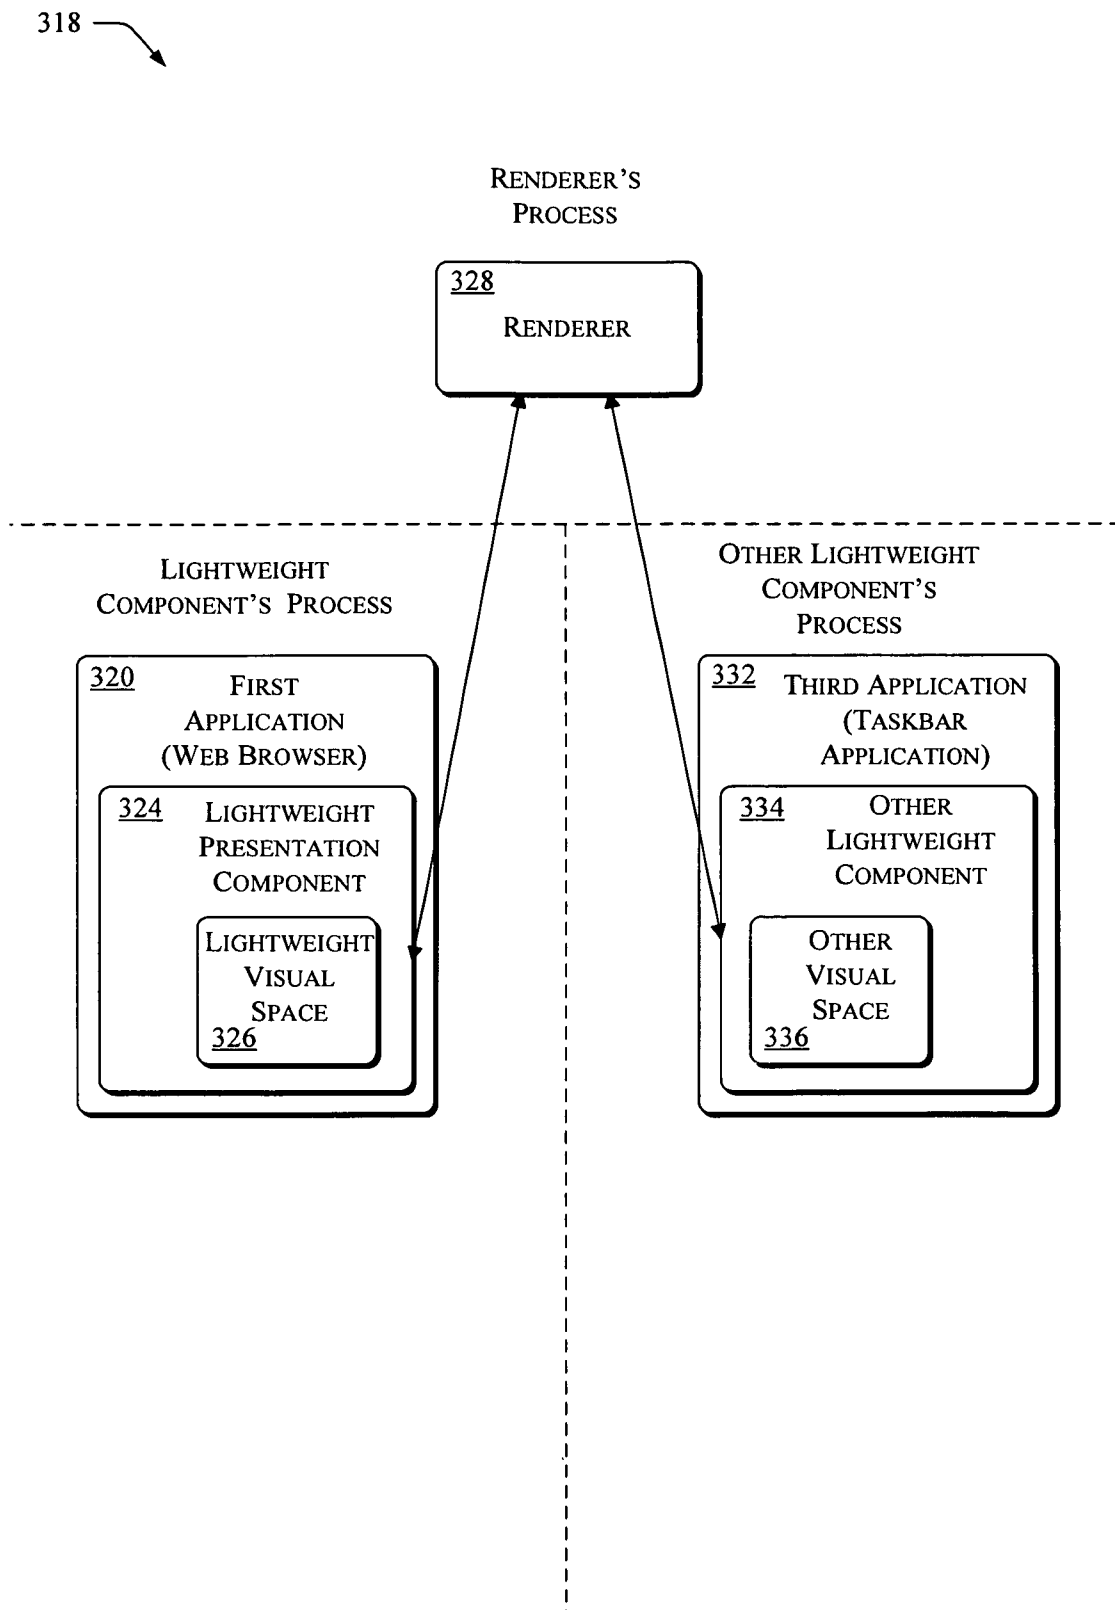 318
RENDERER'S
PROCESS
328
RENDERER
LIGHTWEIGHT
COMPONENT'S PROCESS
OTHER LIGHTWEIGHT
COMPONENT'S
PROCESS
320
FIRST
APPLICATION
(WEB BROWSER)
324
LIGHTWEIGHT
PRESENTATION
COMPONENT
LIGHTWEIGHT
VISUAL
SPACE
326
332
THIRD APPLICATION
(TASKBAR
APPLICATION)
334
OTHER
LIGHTWEIGHT
COMPONENT
OTHER
VISUAL
SPACE
336